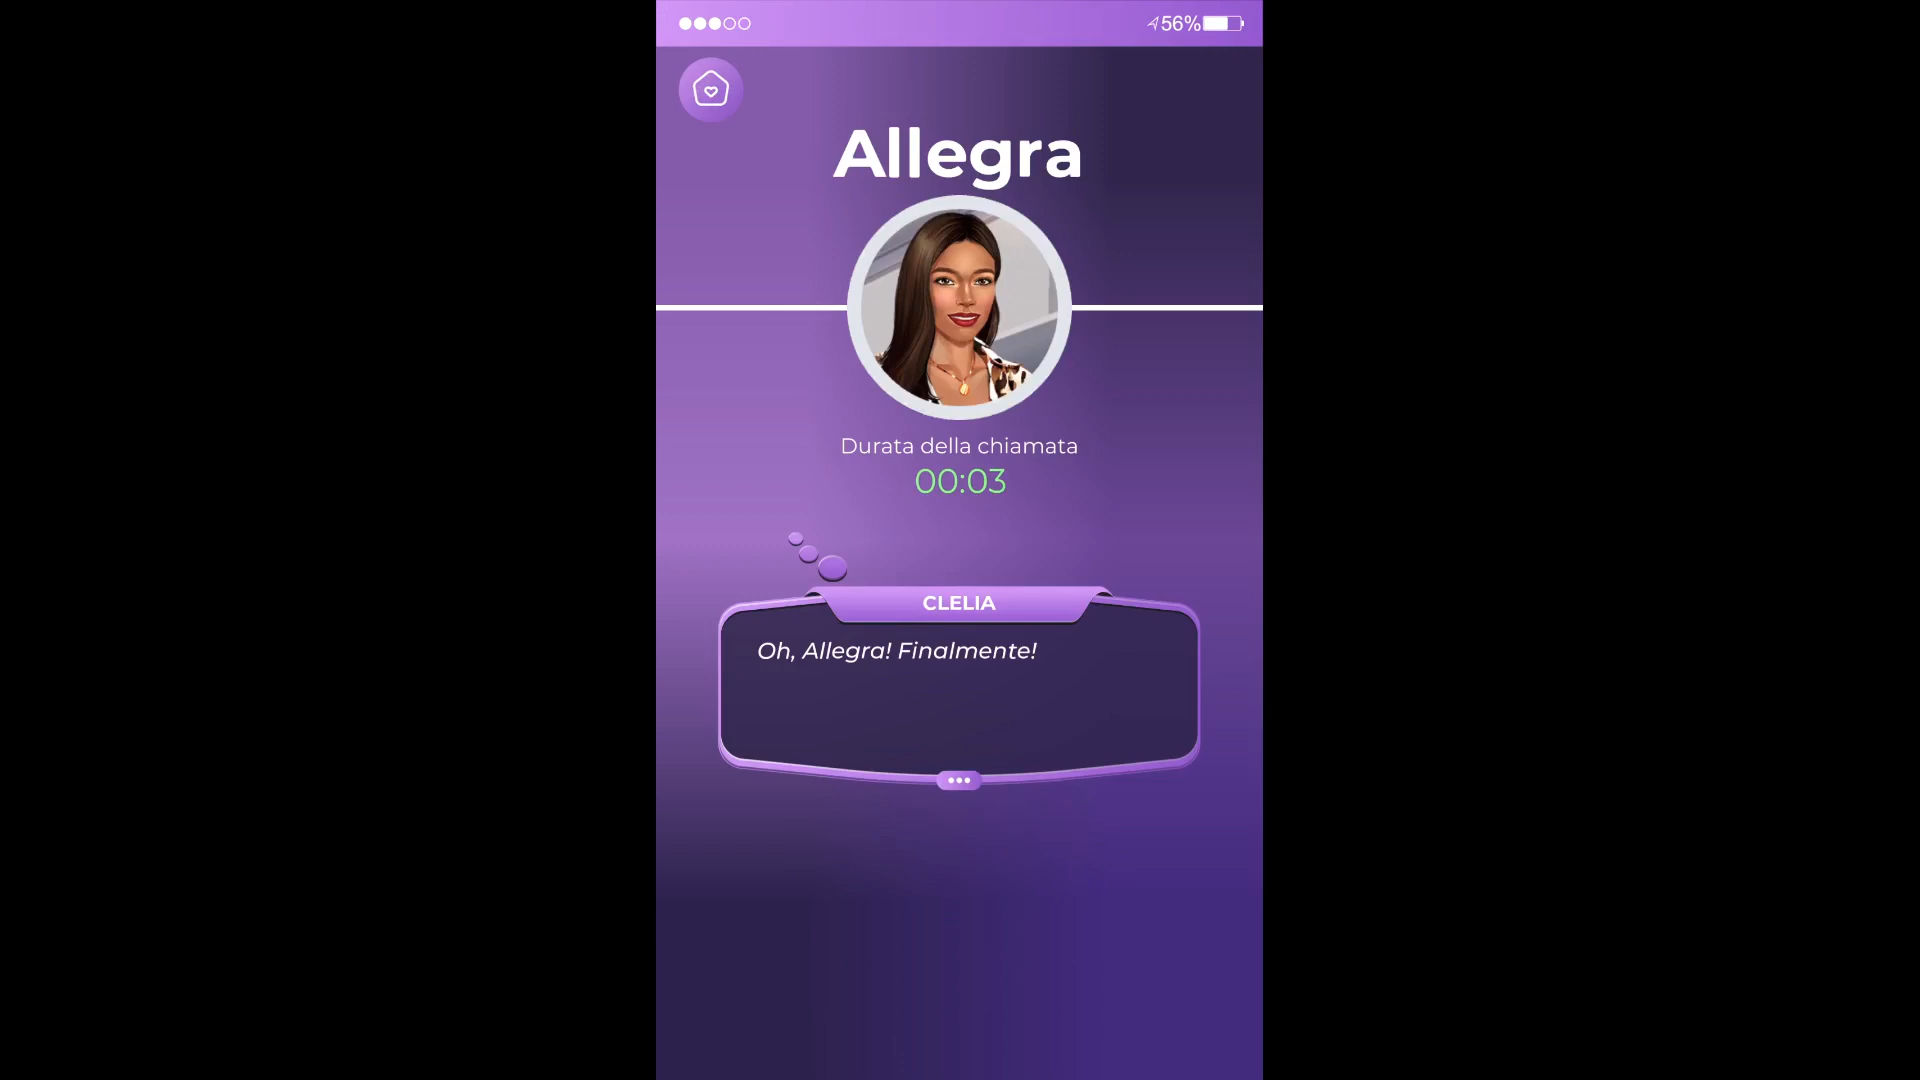 56%
Allegra
Durata della chiamata
00:03
CLELIA
Oh, Allegra! Finalmente!